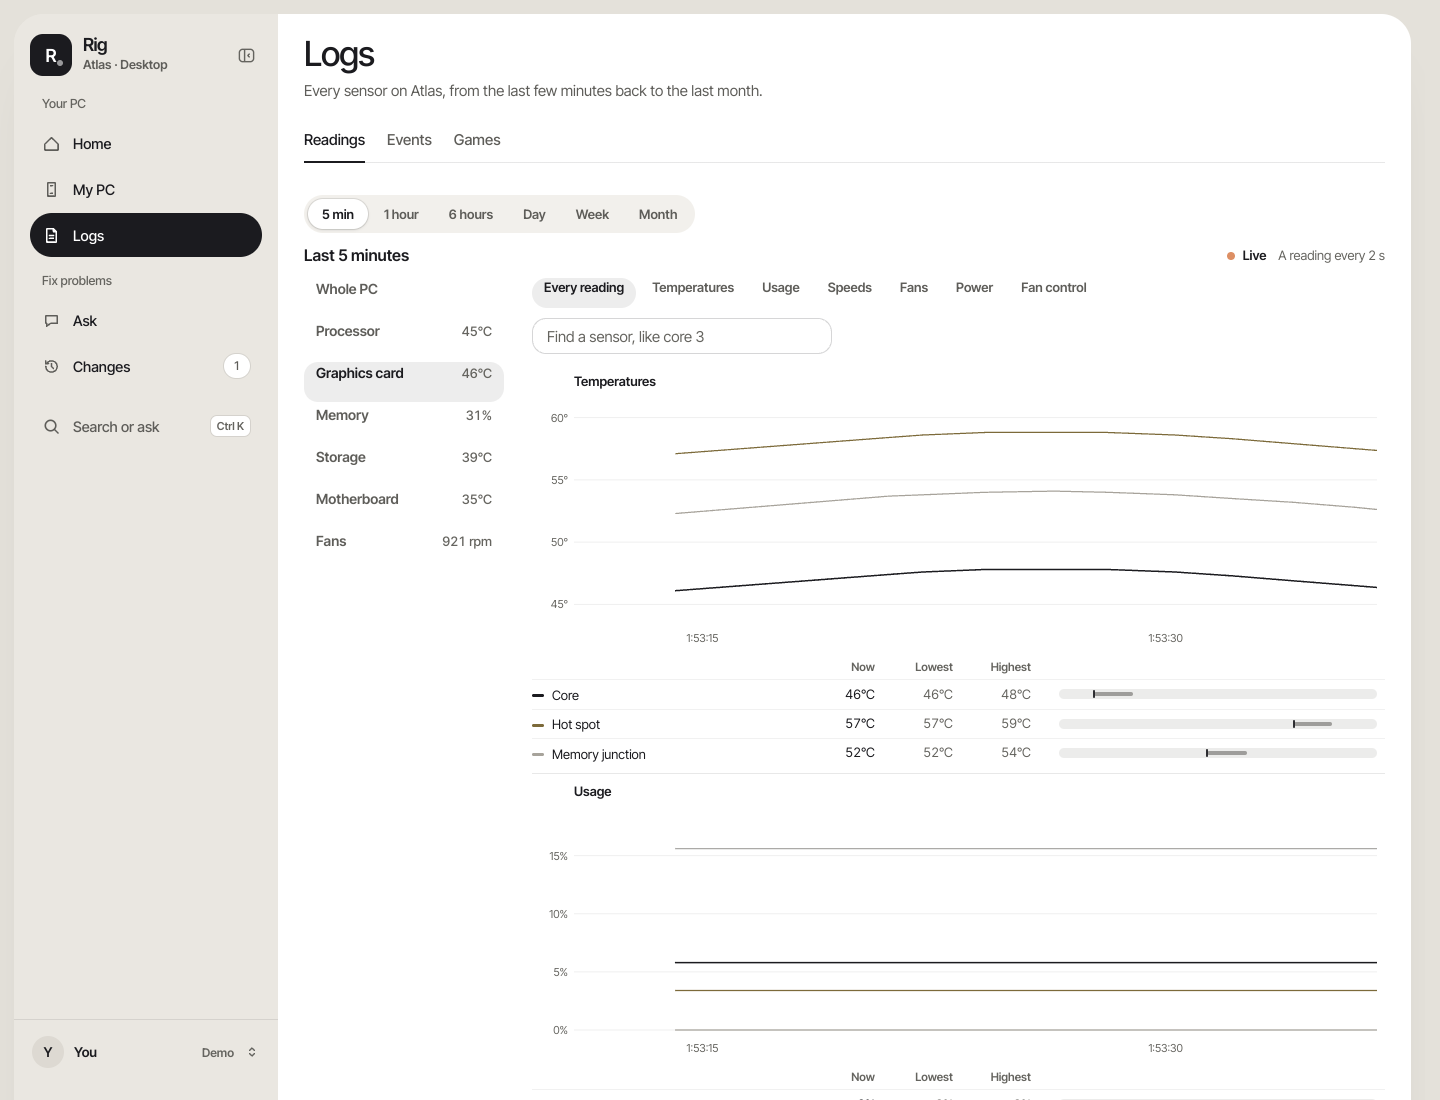 R
Rig
Atlas · Desktop
Your PC
Home
My PC
Logs
Fix problems
Ask
Changes 1
Search or ask Ctrl K
Y You Demo
Logs
Every sensor on Atlas, from the last few minutes back to the last month.
Readings Events Games
5 min 1 hour 6 hours Day Week Month
Last 5 minutes
Live A reading every 2 s
Whole PC
Processor 45°C
Graphics card 46°C
Memory 31%
Storage 39°C
Motherboard 35°C
Fans 921 rpm
Every reading Temperatures Usage Speeds Fans Power Fan control
Find a sensor, like core 3
Temperatures
60°
55°
50°
45°
1:53:15 1:53:30
Now Lowest Highest
Core 46°C 46°C 48°C
Hot spot 57°C 57°C 59°C
Memory junction 52°C 52°C 54°C
Usage
15%
10%
5%
0%
1:53:15 1:53:30
Now Lowest Highest